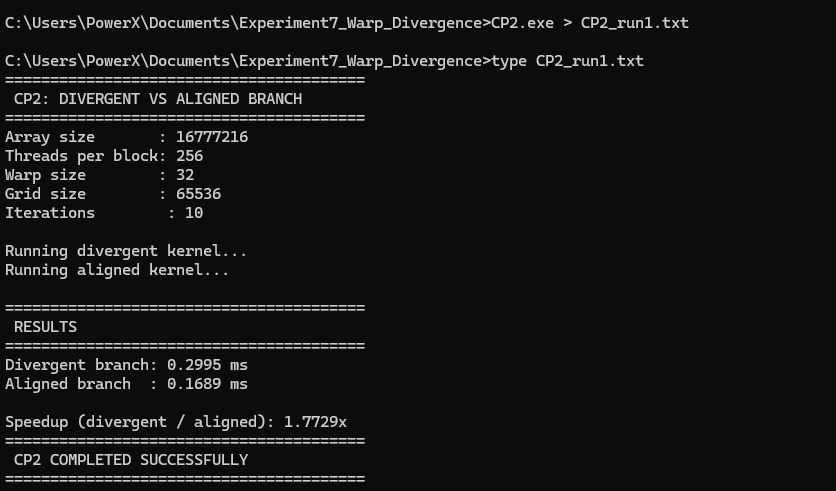 C:\Users\PowerX\Documents\Experiment7_Warp_Divergence>CP2.exe > CP2_run1.txt
C:\Users\PowerX\Documents\Experiment7_Warp_Divergence>type CP2_run1.txt
========================================
 CP2: DIVERGENT VS ALIGNED BRANCH
========================================
Array size       : 16777216
Threads per block: 256
Warp size        : 32
Grid size        : 65536
Iterations        : 10
Running divergent kernel...
Running aligned kernel...
========================================
 RESULTS
========================================
Divergent branch: 0.2995 ms
Aligned branch  : 0.1689 ms
Speedup (divergent / aligned): 1.7729x
========================================
 CP2 COMPLETED SUCCESSFULLY
========================================